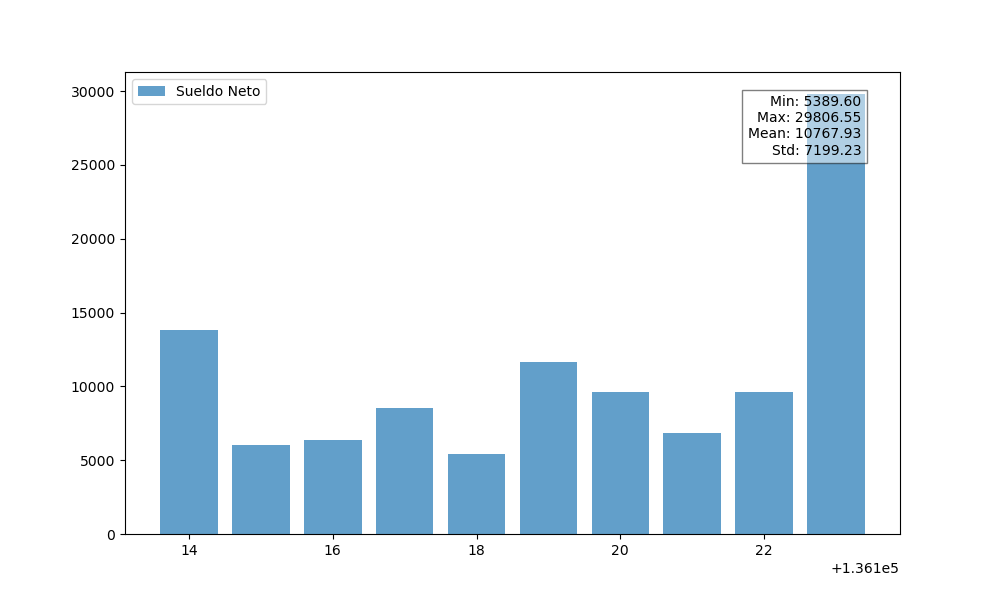 Sueldo Neto
Min: 5389.60
Max: 29806.55
Mean: 10767.93
Std: 7199.23
30000
25000
20000
15000
10000
5000
0
14 16 18 20 22
+1.361e5